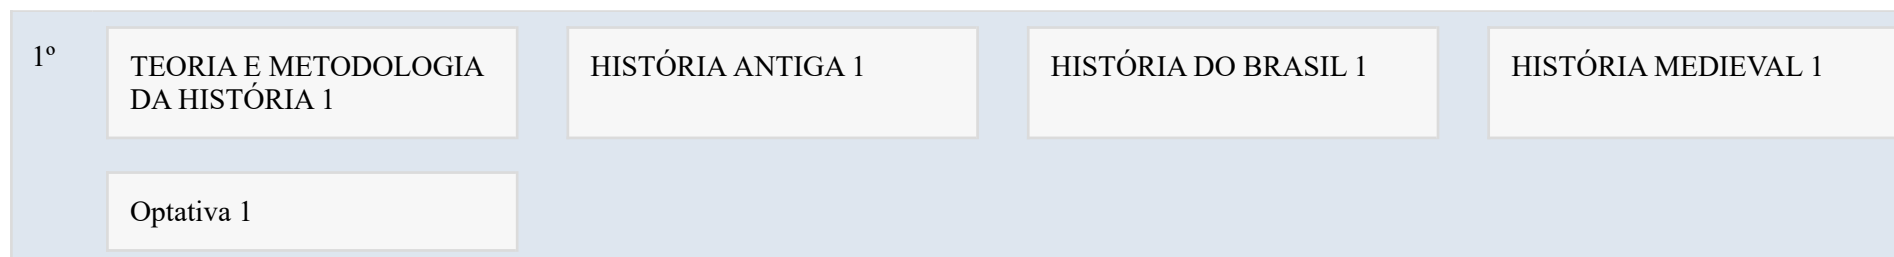 1º
TEORIA E METODOLOGIA
DA HISTÓRIA 1
HISTÓRIA ANTIGA 1
HISTÓRIA DO BRASIL 1
HISTÓRIA MEDIEVAL 1
Optativa 1